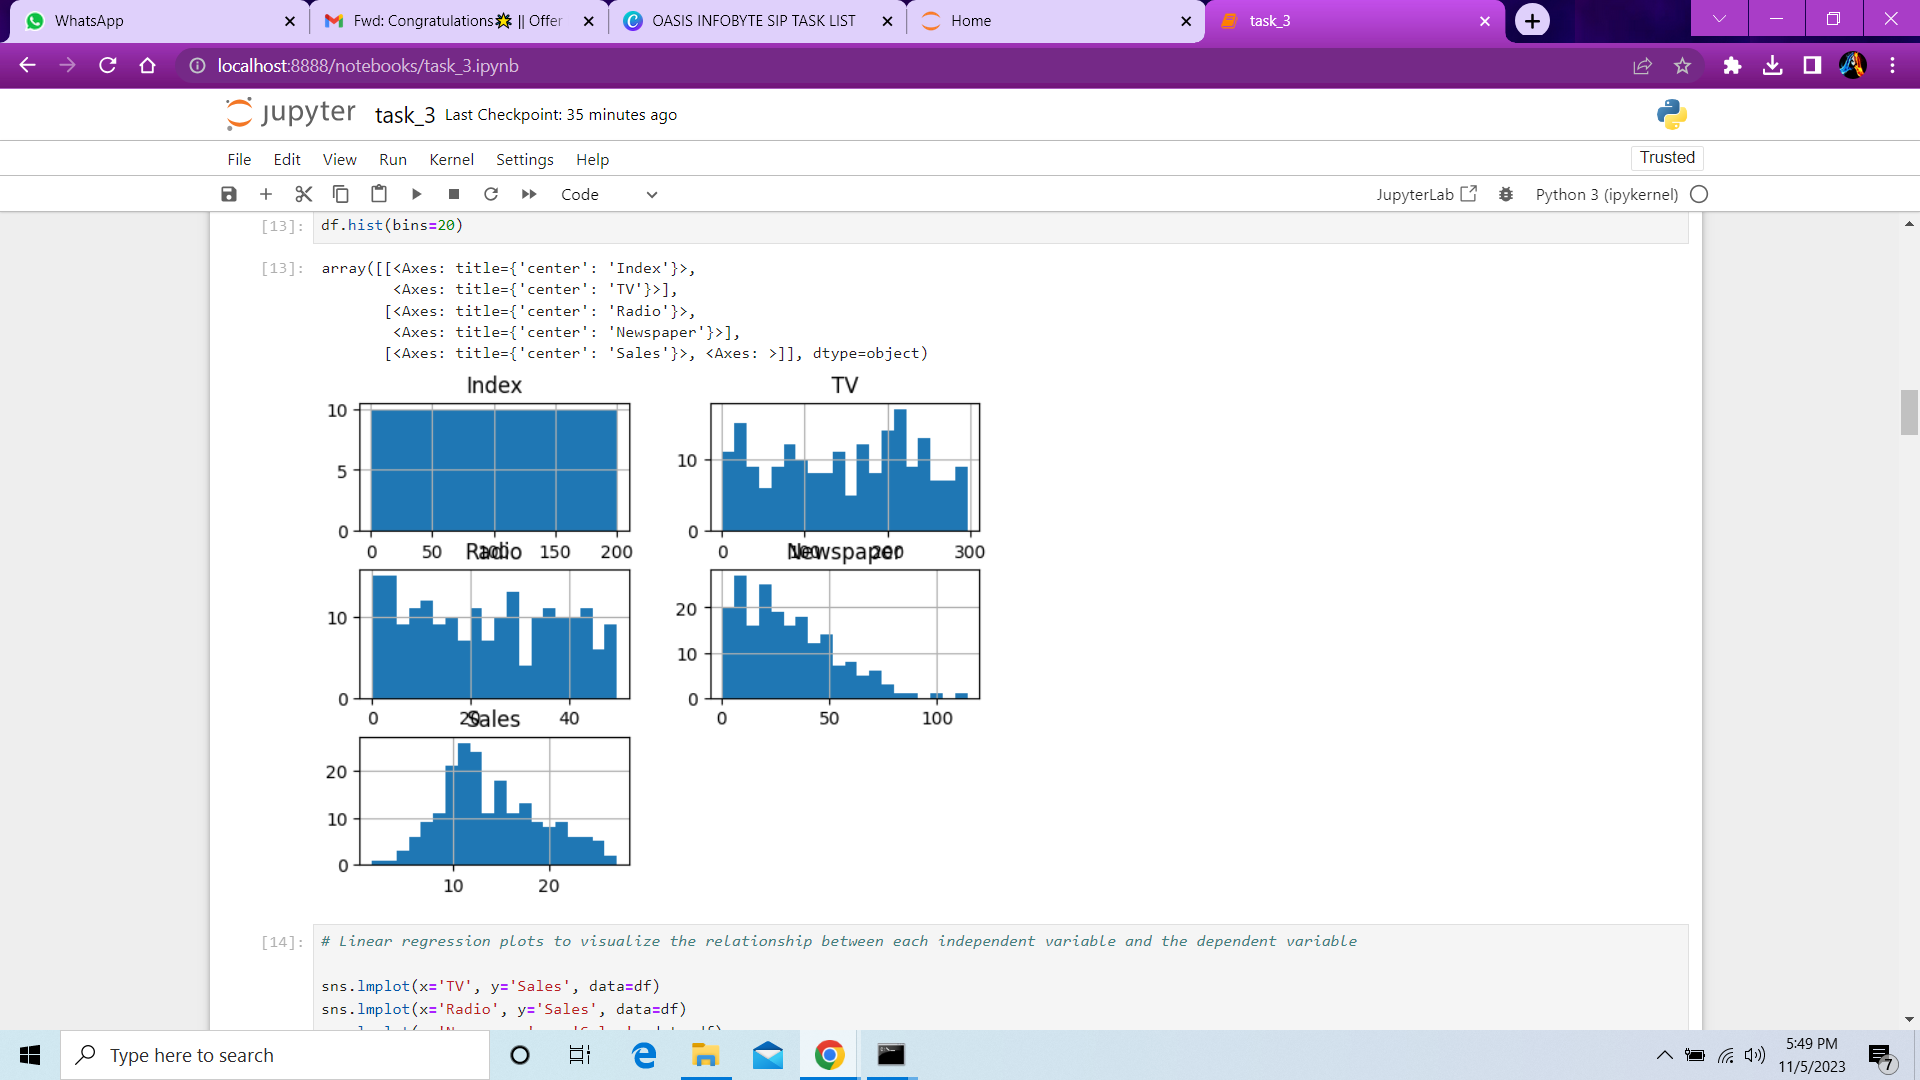 WhatsApp
Fwd: Congratulations🌟 || Offer
OASIS INFOBYTE SIP TASK LIST
Home
task_3
localhost:8888/notebooks/task_3.ipynb
jupyter task_3 Last Checkpoint: 35 minutes ago
File Edit View Run Kernel Settings Help
Trusted
Code
JupyterLab
Python 3 (ipykernel)
[13]: df.hist(bins=20)
[13]: array([[<Axes: title={'center': 'Index'}>,
<Axes: title={'center': 'TV'}>],
[<Axes: title={'center': 'Radio'}>,
<Axes: title={'center': 'Newspaper'}>],
[<Axes: title={'center': 'Sales'}>, <Axes: >]], dtype=object)
Index
10
5
0
0 50 100 150 200
TV
10
0
0 100 200 300
Radio
10
0
0 20 40
Newspaper
20
10
0
0 50 100
Sales
20
10
0
10 20
[14]: # Linear regression plots to visualize the relationship between each independent variable and the dependent variable
sns.lmplot(x='TV', y='Sales', data=df)
sns.lmplot(x='Radio', y='Sales', data=df)
Type here to search
5:49 PM
11/5/2023
7